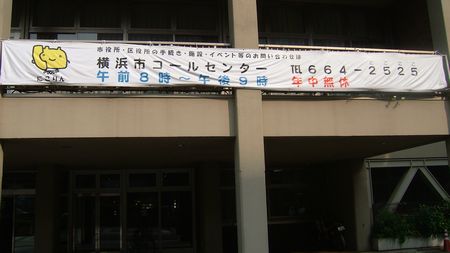 市役所・区役所の手続き・施設・イベント等のお問い合わせは
横浜市コールセンター TEL 664-2525
午前8時~午後9時 年中無休